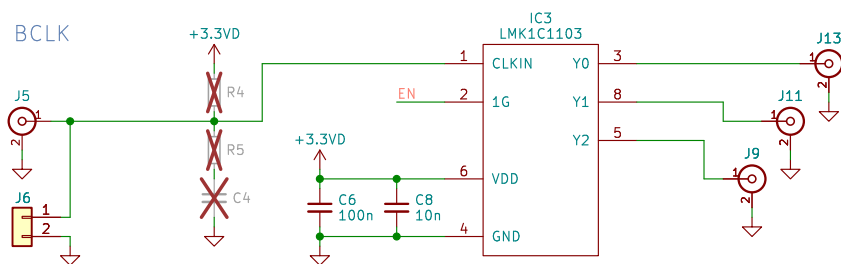 BCLK
IC3
LMK1C1103
+3.3VD
J13
1
CLKIN
Y0
3
1
2
J5
R4
EN
2
1G
Y1
8
J11
1
2
1
2
R5
+3.3VD
Y2
5
J9
1
2
C4
6
VDD
J6
1
2
C6
100n
C8
10n
4
GND